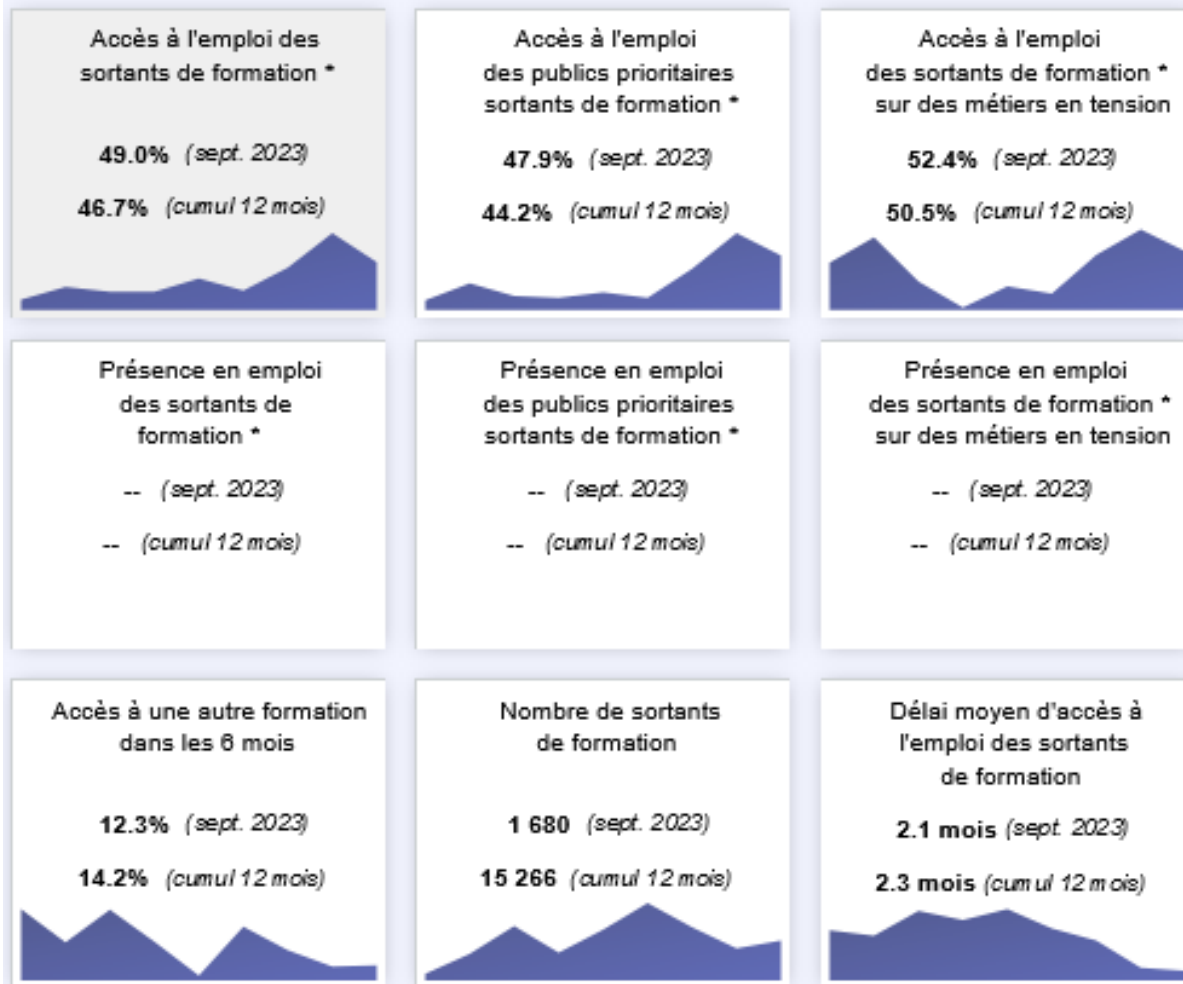 Accès à l'emploi des
sortants de formation *
49.0% (sept. 2023)
46.7% (cumul 12 mois)
Accès à l'emploi
des publics prioritaires
sortants de formation *
47.9% (sept. 2023)
44.2% (cumul 12 mois)
Accès à l'emploi
des sortants de formation *
sur des métiers en tension
52.4% (sept. 2023)
50.5% (cumul 12 mois)
Présence en emploi
des sortants de
formation *
-- (sept. 2023)
-- (cumul 12 mois)
Présence en emploi
des publics prioritaires
sortants de formation *
-- (sept. 2023)
-- (cumul 12 mois)
Présence en emploi
des sortants de formation *
sur des métiers en tension
-- (sept. 2023)
-- (cumul 12 mois)
Accès à une autre formation
dans les 6 mois
12.3% (sept. 2023)
14.2% (cumul 12 mois)
Nombre de sortants
de formation
1 680 (sept. 2023)
15 266 (cumul 12 mois)
Délai moyen d'accès à
l'emploi des sortants
de formation
2.1 mois (sept. 2023)
2.3 mois (cumul 12 mois)